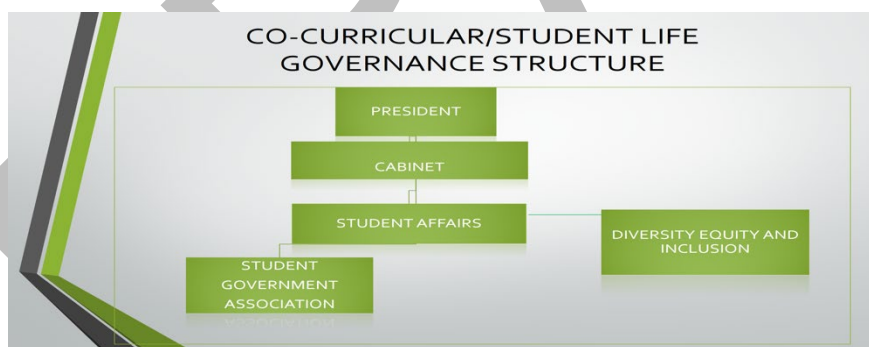 CO-CURRICULAR/STUDENT LIFE
GOVERNANCE STRUCTURE
PRESIDENT
CABINET
STUDENT AFFAIRS
DIVERSITY EQUITY AND
INCLUSION
STUDENT
GOVERNMENT
ASSOCIATION